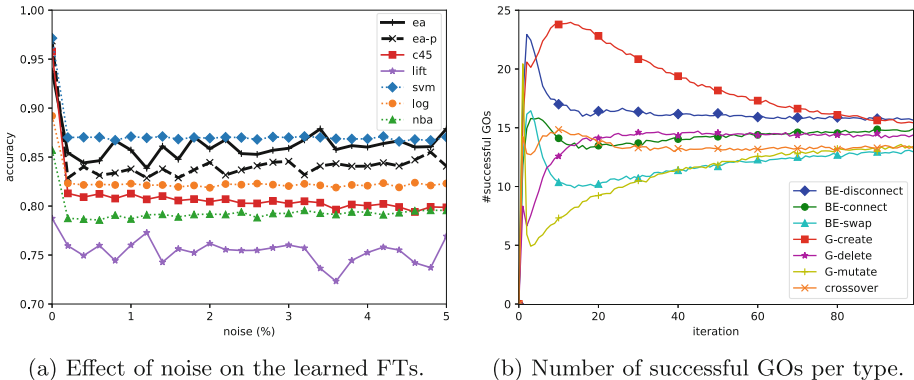 1.00
0.95
0.90
0.85
0.80
0.75
0.70
accuracy
0
1
2
3
4
5
noise (%)
ea
ea-p
c45
lift
svm
log
nba
(a) Effect of noise on the learned FTs.
25
20
15
10
5
0
#successful GOs
0
20
40
60
80
iteration
BE-disconnect
BE-connect
BE-swap
G-create
G-delete
G-mutate
crossover
(b) Number of successful GOs per type.